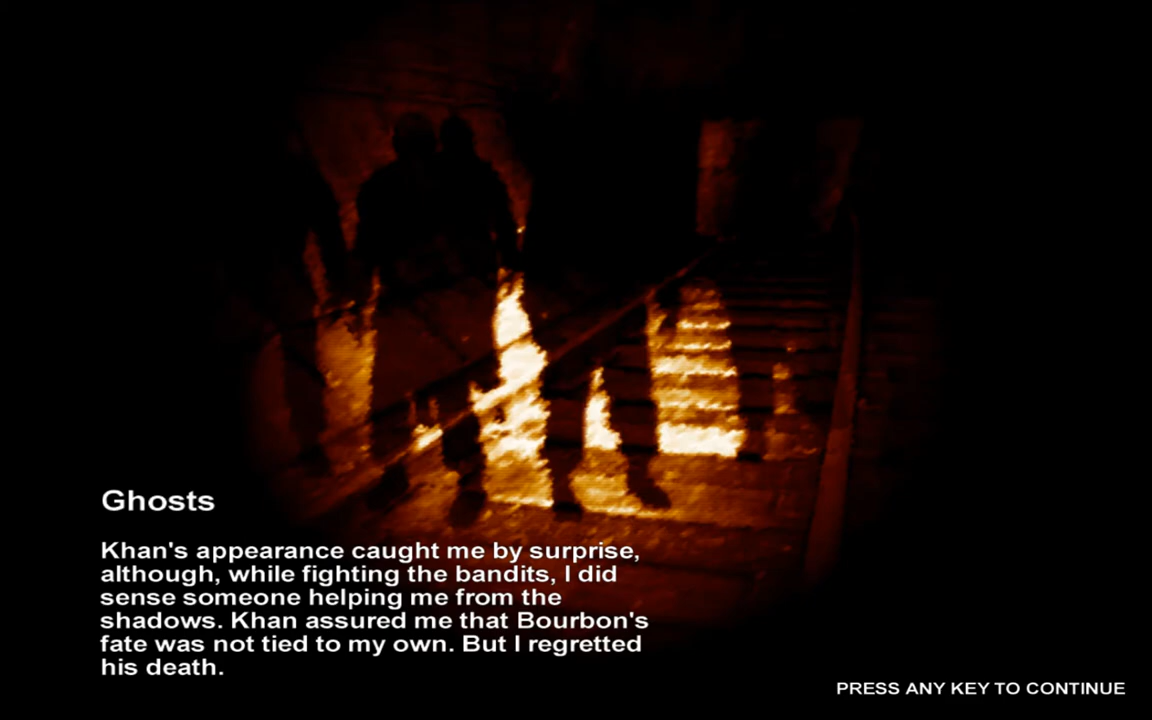 Ghosts
Khan's appearance caught me by surprise,
although, while fighting the bandits, I did
sense someone helping me from the
shadows. Khan assured me that Bourbon's
fate was not tied to my own. But I regretted
his death.
PRESS ANY KEY TO CONTINUE